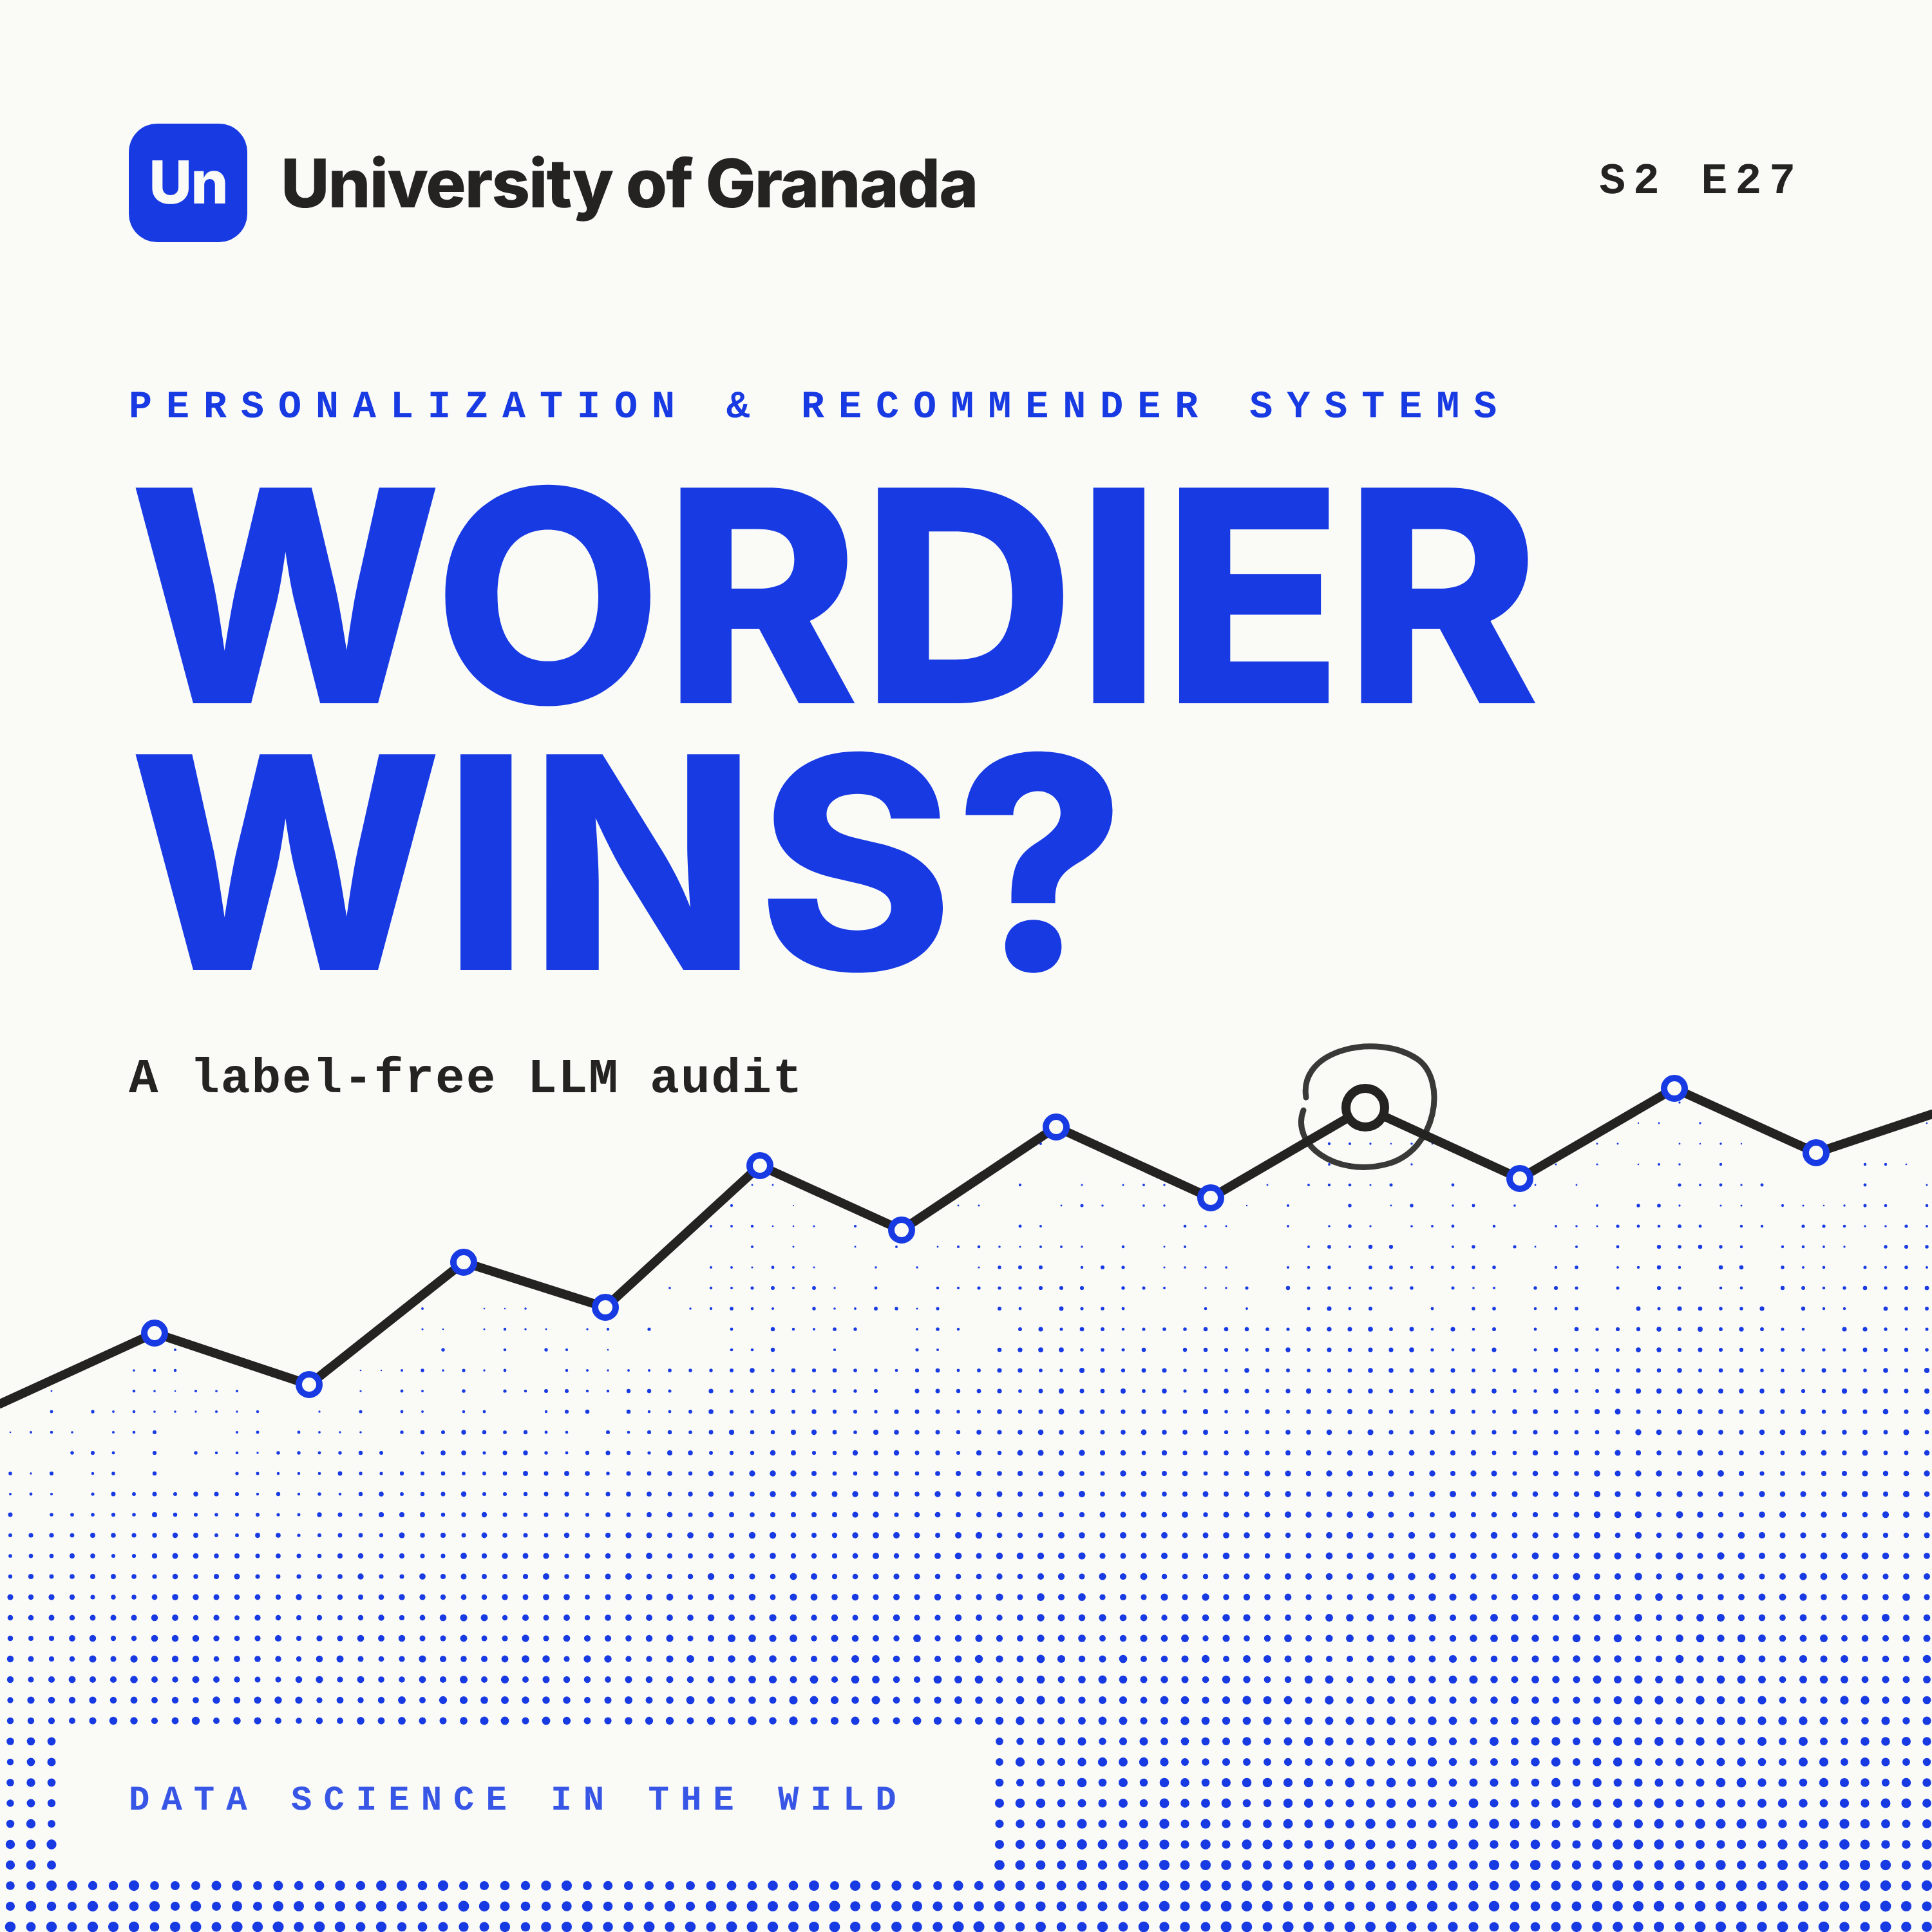 Un University of Granada
S2 E27
PERSONALIZATION & RECOMMENDER SYSTEMS
WORDIER
WINS?
A label-free LLM audit
DATA SCIENCE IN THE WILD